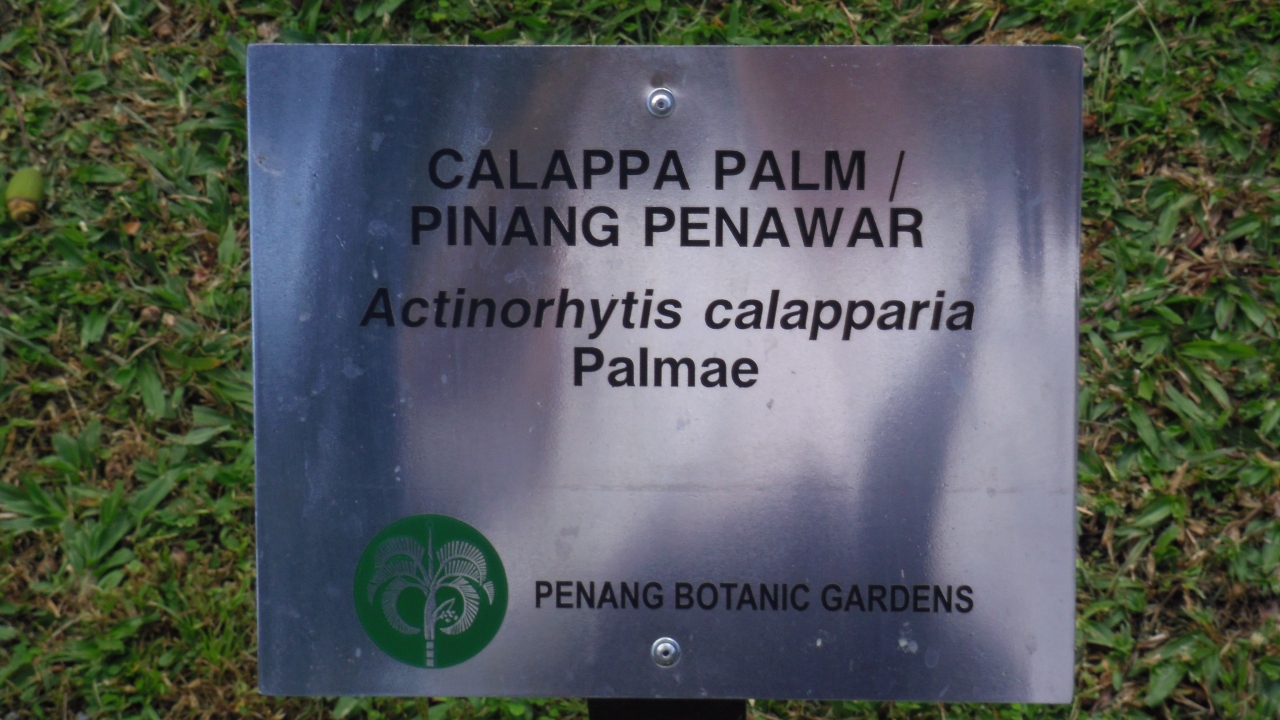 CALAPPA PALM /
PINANG PENAWAR
Actinorhytis calapparia
Palmae
PENANG BOTANIC GARDENS